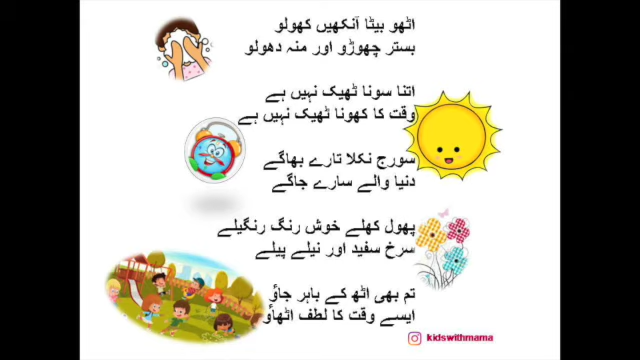 اٹھو بیٹا آنکھیں کھولو
بستر چھوڑو اور منہ دھولو
اتنا سونا ٹھیک نہیں ہے
وقت کا کھونا ٹھیک نہیں ہے
سورج نکلا تارے بھاگے
دنیا والے سارے جاگے
پھول کھلے خوش رنگ رنگیلے
سرخ سفید اور نیلے پیلے
تم بھی اٹھ کے باہر جاؤ
ایسے وقت کا لطف اٹھاؤ
kidswithmama